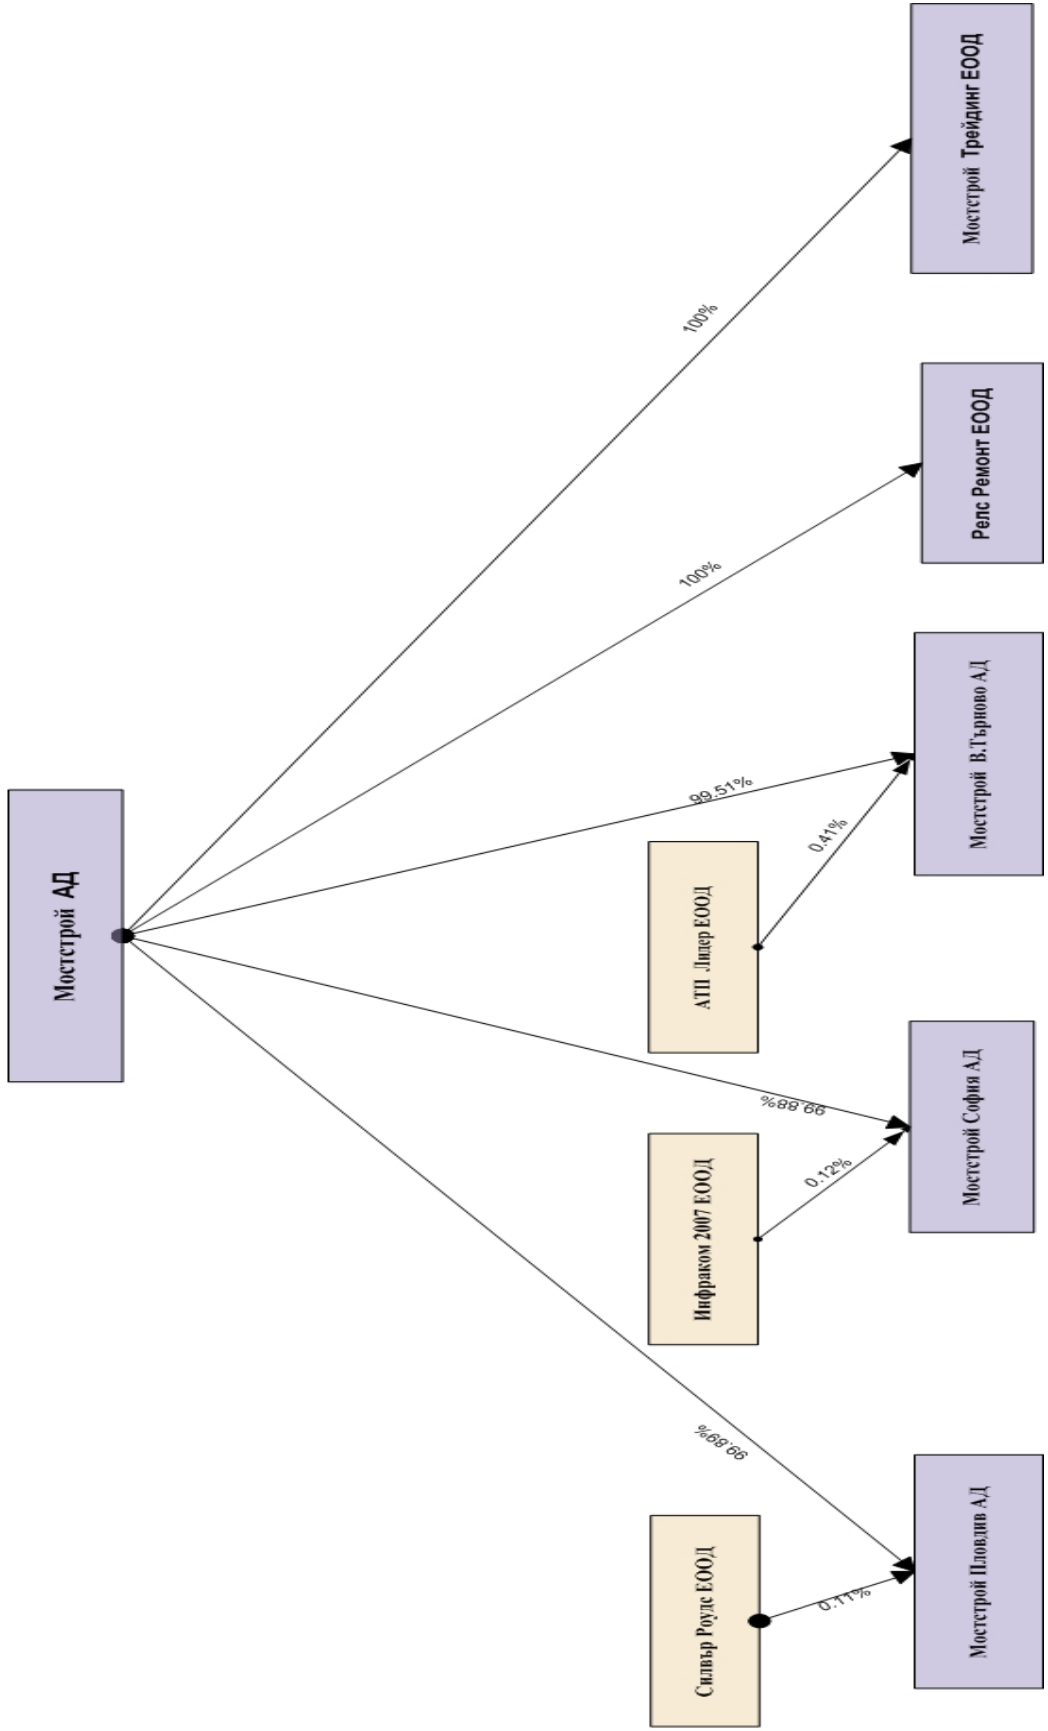 Мостстрой АД
99.89%
99.88%
99.51%
100%
100%
Силвър Роудс ЕООД
Инфраком 2007 ЕООД
АТП Лидер ЕООД
0.11%
0.12%
0.41%
Мостстрой Пловдив АД
Мостстрой София АД
Мостстрой В.Търново АД
Релс Ремонт ЕООД
Мостстрой Трейдинг ЕООД